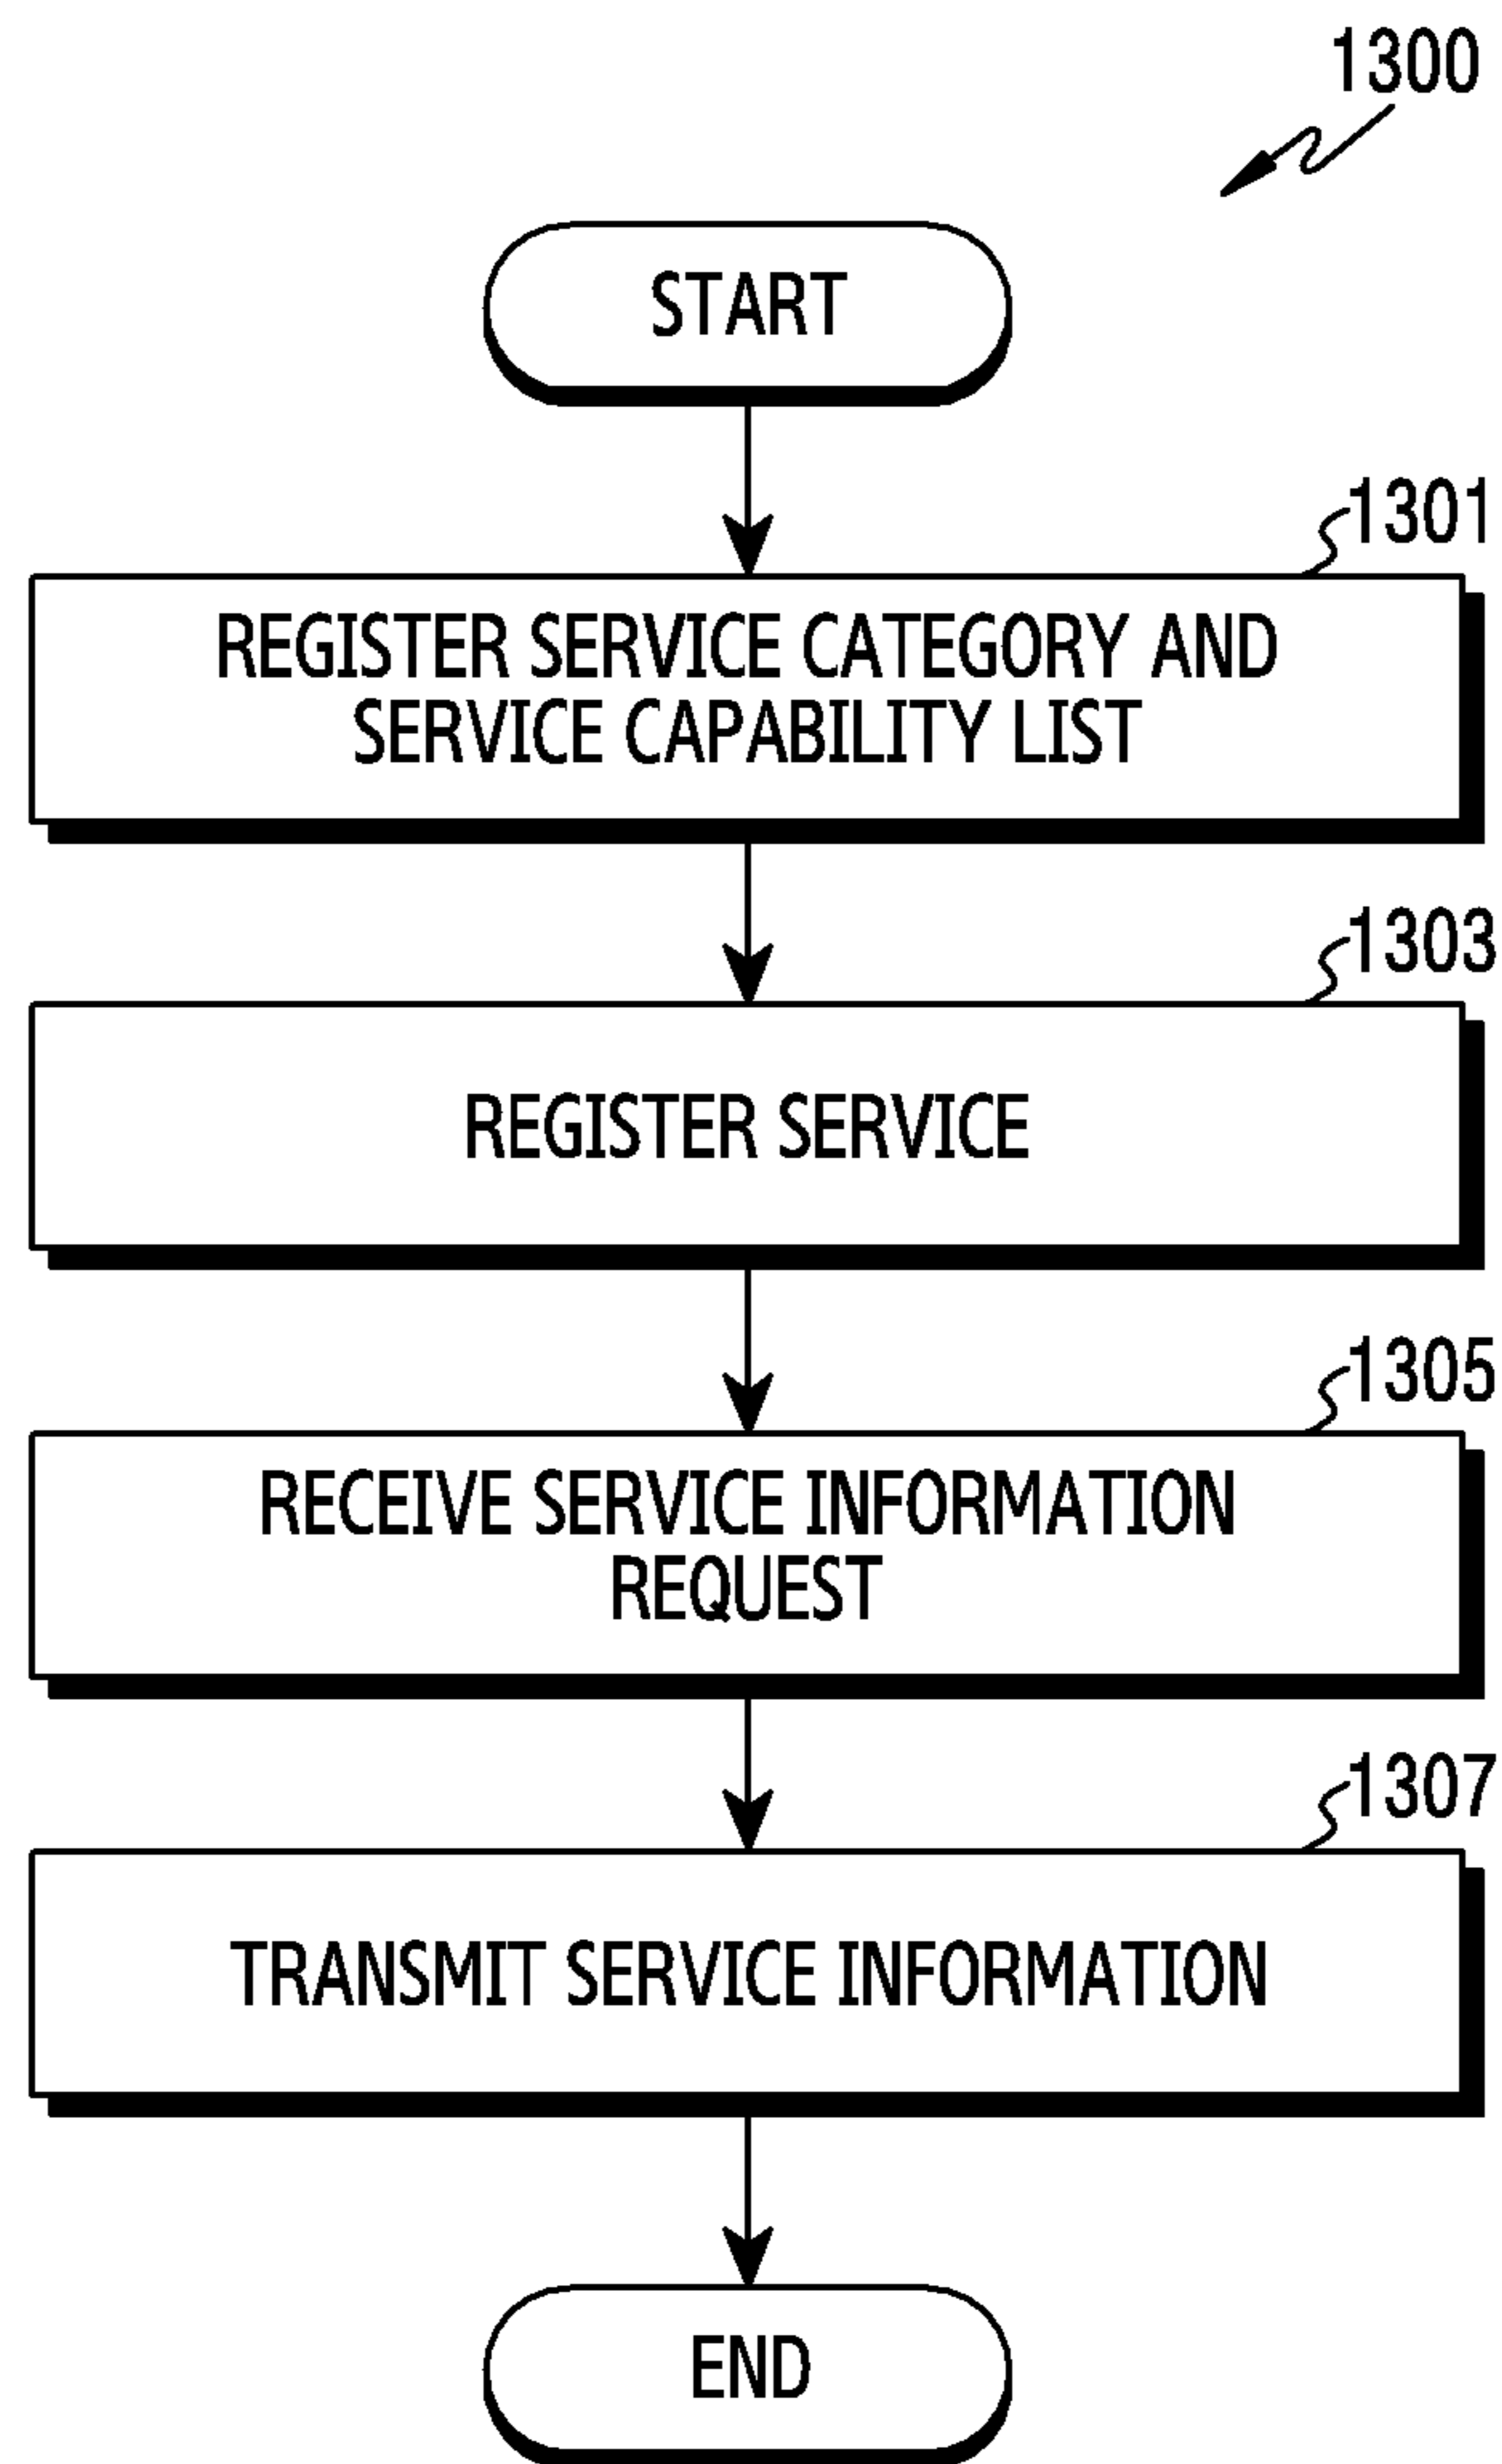 1300
START
1301
REGISTER SERVICE CATEGORY AND
SERVICE CAPABILITY LIST
1303
REGISTER SERVICE
1305
RECEIVE SERVICE INFORMATION
REQUEST
1307
TRANSMIT SERVICE INFORMATION
END